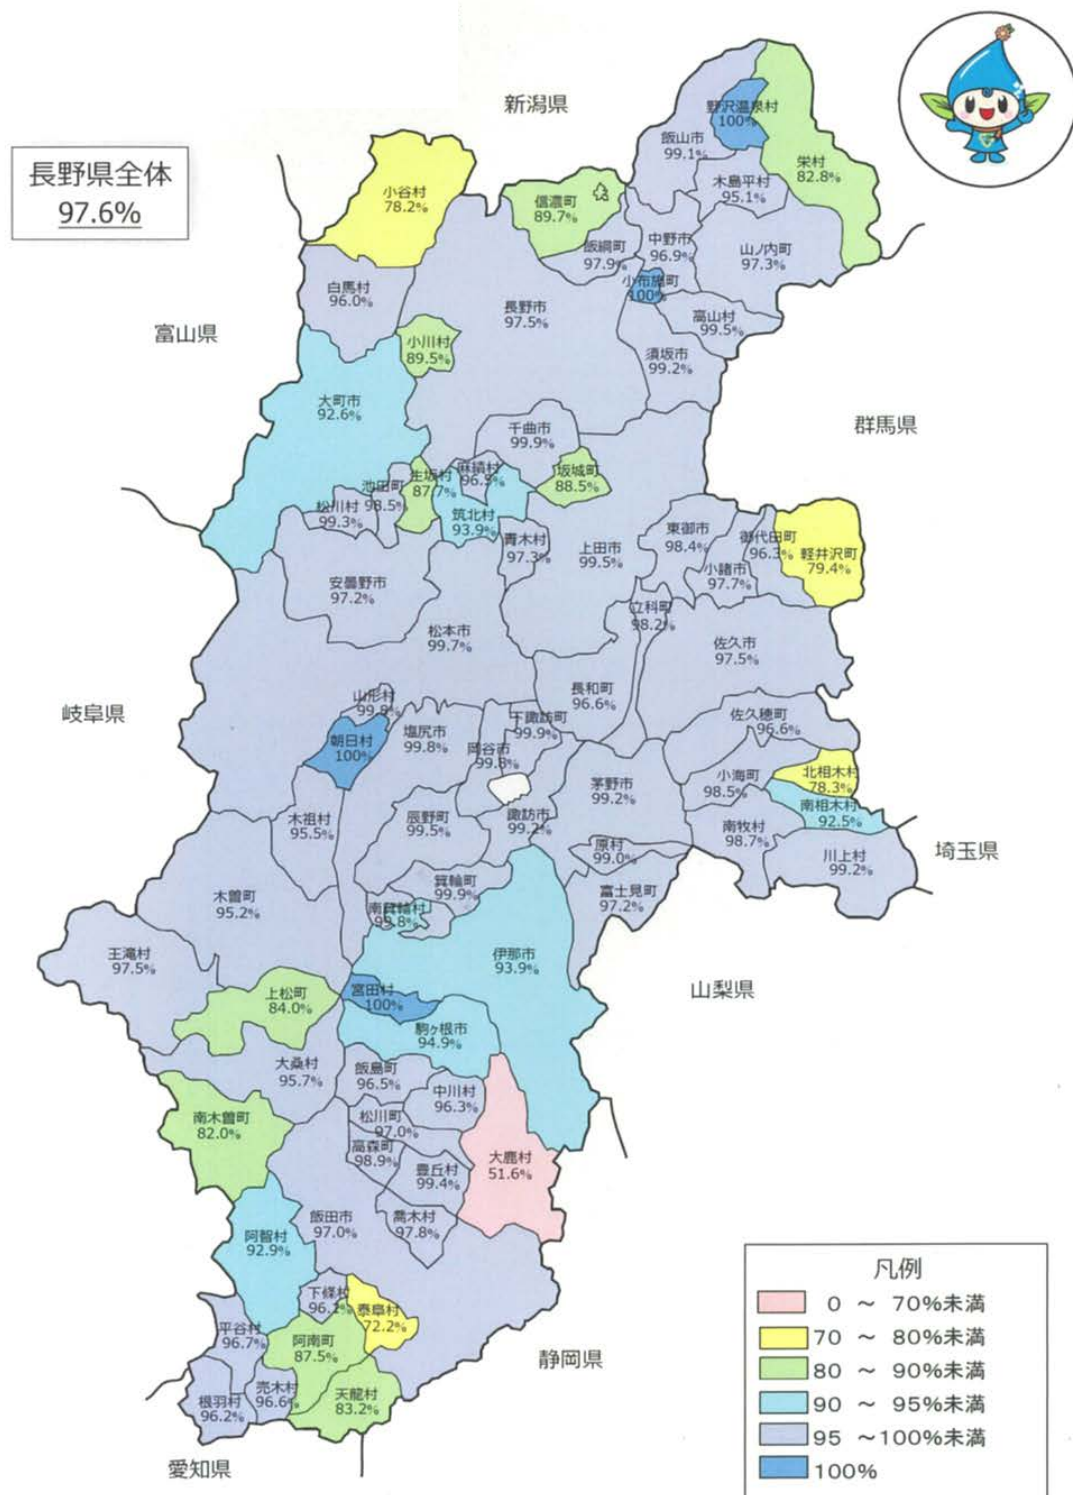 新潟県
長野県全体
97.6%
野沢温泉村
100%
飯山市
99.1%
栄村
82.8%
木島平村
95.1%
小谷村
78.2%
信濃町
89.7%
飯綱町
97.9%
中野市
96.9%
山ノ内町
97.3%
小布施町
100%
高山村
99.5%
白馬村
96.0%
長野市
97.5%
富山県
小川村
89.5%
須坂市
99.2%
大町市
92.6%
群馬県
千曲市
99.9%
麻績村
96.5%
坂城町
88.5%
生坂村
87.7%
池田町
98.5%
松川村
99.3%
筑北村
93.9%
青木村
97.3%
上田市
99.5%
東御市
98.4%
御代田町
96.3%
軽井沢町
79.4%
小諸市
97.7%
安曇野市
97.2%
立科町
98.2%
松本市
99.7%
佐久市
97.5%
岐阜県
山形村
99.8%
長和町
96.6%
下諏訪町
99.9%
佐久穂町
96.6%
朝日村
100%
塩尻市
99.8%
岡谷市
99.8%
茅野市
99.2%
小海町
98.5%
北相木村
78.3%
南相木村
92.5%
木祖村
95.5%
辰野町
99.5%
諏訪市
99.2%
南牧村
98.7%
原村
99.0%
川上村
99.2%
埼玉県
木曽町
95.2%
箕輪町
99.9%
富士見町
97.2%
南箕輪村
99.8%
王滝村
97.5%
伊那市
93.9%
山梨県
上松町
84.0%
宮田村
100%
駒ヶ根市
94.9%
大桑村
95.7%
飯島町
96.5%
中川村
96.3%
南木曽町
82.0%
松川町
97.0%
高森町
98.9%
豊丘村
99.4%
大鹿村
51.6%
飯田市
97.0%
喬木村
97.8%
阿智村
92.9%
下條村
96.1%
泰阜村
72.2%
平谷村
96.7%
阿南町
87.5%
静岡県
根羽村
96.2%
売木村
96.6%
天龍村
83.2%
愛知県
凡例
0 ～ 70%未満
70 ～ 80%未満
80 ～ 90%未満
90 ～ 95%未満
95 ～100%未満
100%